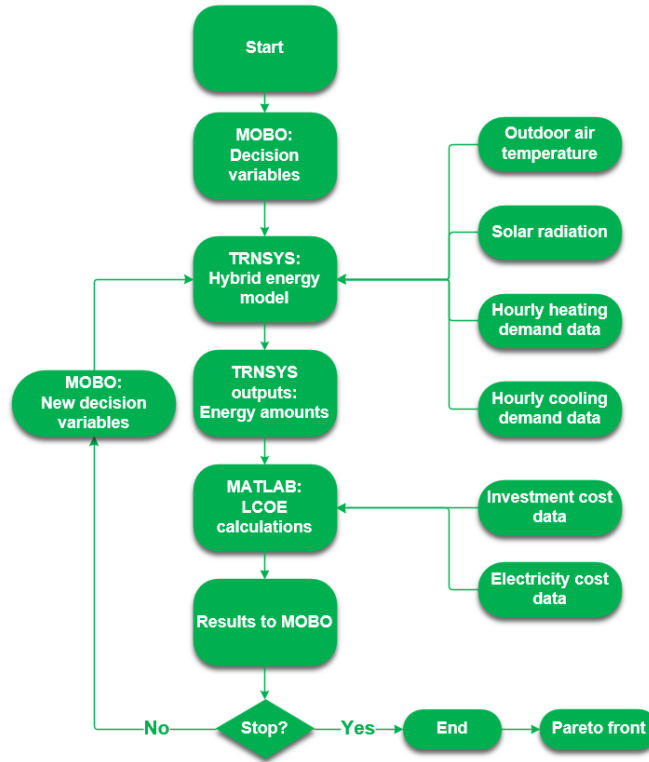 Start
MOBO:
Decision
variables
TRNSYS:
Hybrid energy
model
TRNSYS
outputs:
Energy amounts
MATLAB:
LCOE
calculations
Results to MOBO
Stop?
No
Yes
MOBO:
New decision
variables
Outdoor air
temperature
Solar radiation
Hourly heating
demand data
Hourly cooling
demand data
Investment cost
data
Electricity cost
data
End
Pareto front